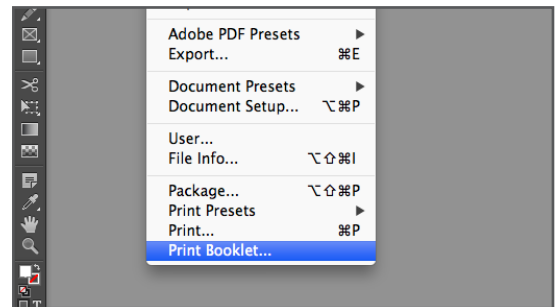 Adobe PDF Presets ▶
Export... ⌘E
Document Presets ▶
Document Setup... ⌥⌘P
User...
File Info... ⌥⇧⌘I
Package... ⌥⇧⌘P
Print Presets ▶
Print... ⌘P
Print Booklet...